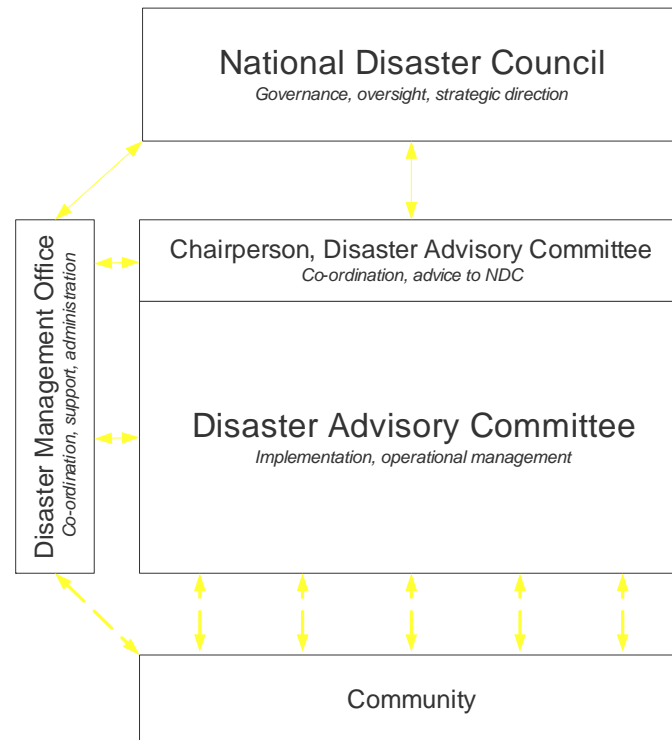 National Disaster Council
Governance, oversight, strategic direction
Disaster Management Office
Co-ordination, support, administration
Chairperson, Disaster Advisory Committee
Co-ordination, advice to NDC
Disaster Advisory Committee
Implementation, operational management
Community